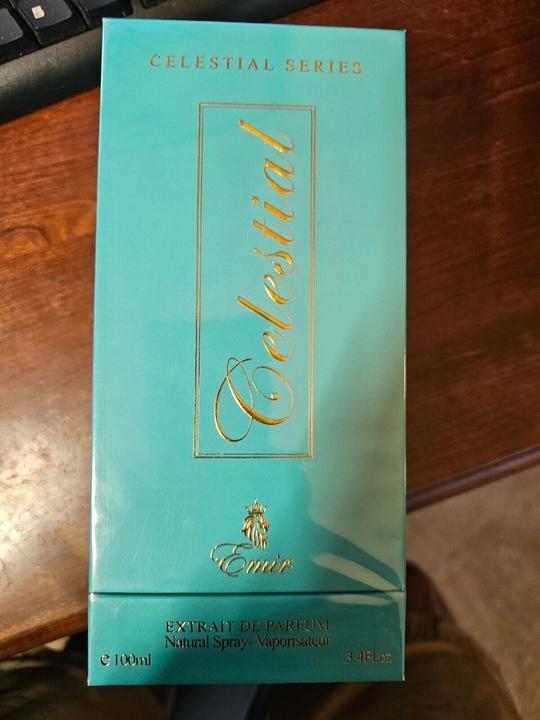 CELESTIAL SERIES
Celestial
Emir
EXTRAIT DE PARFUM
Natural Spray- Vaporisateur
e 100ml 3.4Fl.oz